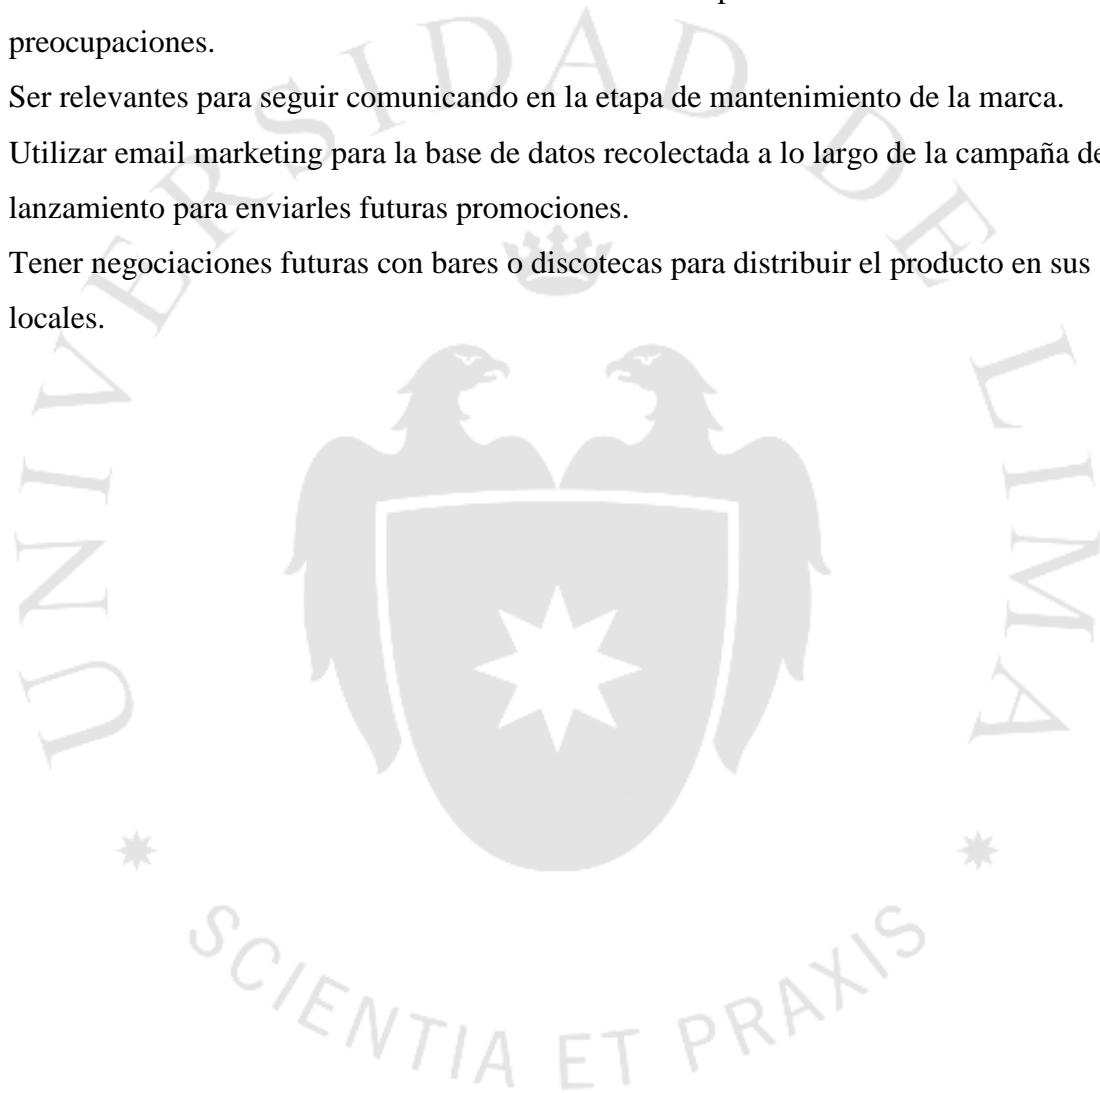 preocupaciones.
Ser relevantes para seguir comunicando en la etapa de mantenimiento de la marca.
Utilizar email marketing para la base de datos recolectada a lo largo de la campaña de
lanzamiento para enviarles futuras promociones.
Tener negociaciones futuras con bares o discotecas para distribuir el producto en sus
locales.
UNIVERSIDAD DE LIMA
SCIENTIA ET PRAXIS